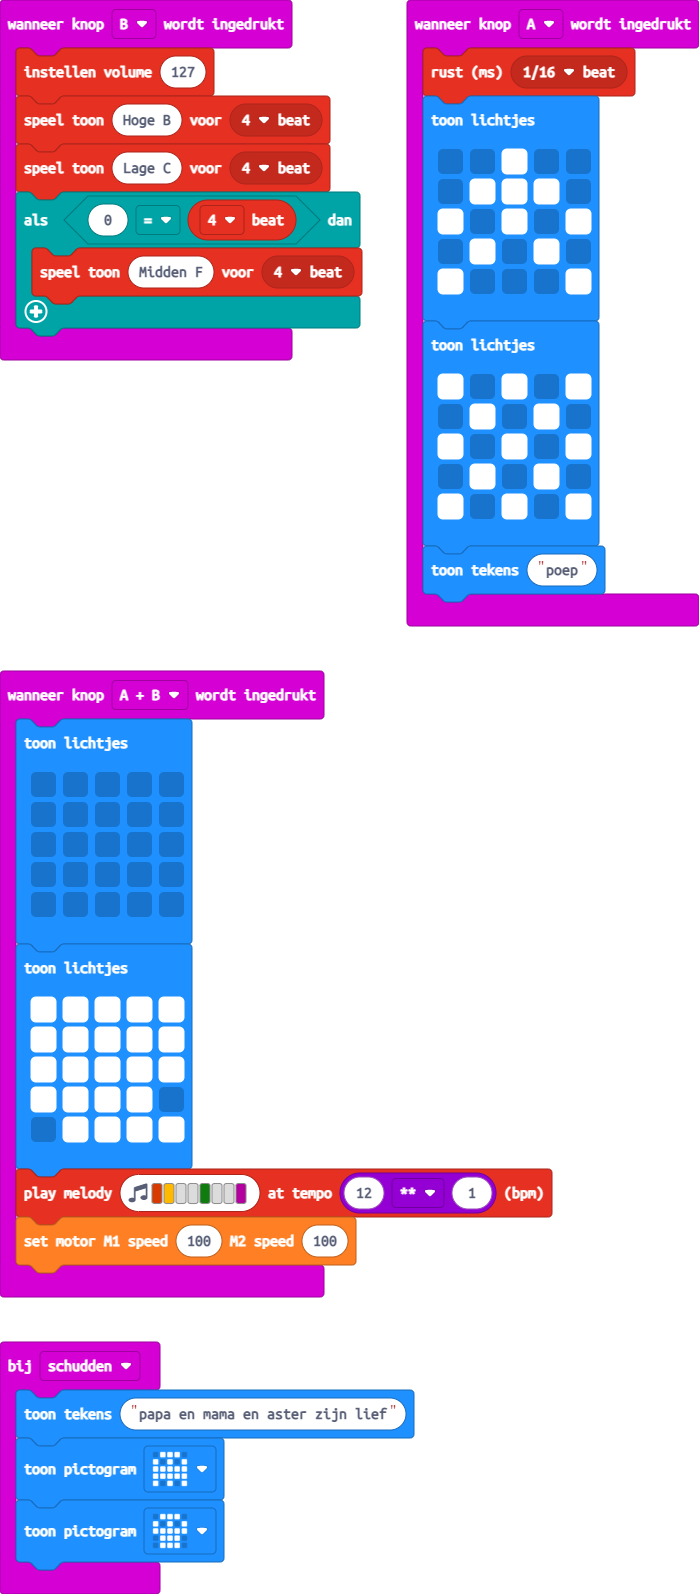 wanneer knop B wordt ingedrukt
instellen volume 127
speel toon Hoge B voor 4 beat
speel toon Lage C voor 4 beat
als 0 = 4 beat dan
speel toon Midden F voor 4 beat
wanneer knop A wordt ingedrukt
rust (ms) 1/16 beat
toon lichtjes
toon lichtjes
toon tekens "poep"
wanneer knop A + B wordt ingedrukt
toon lichtjes
toon lichtjes
play melody at tempo 12 ** 1 (bpm)
set motor M1 speed 100 M2 speed 100
bij schudden
toon tekens "papa en mama en aster zijn lief"
toon pictogram
toon pictogram